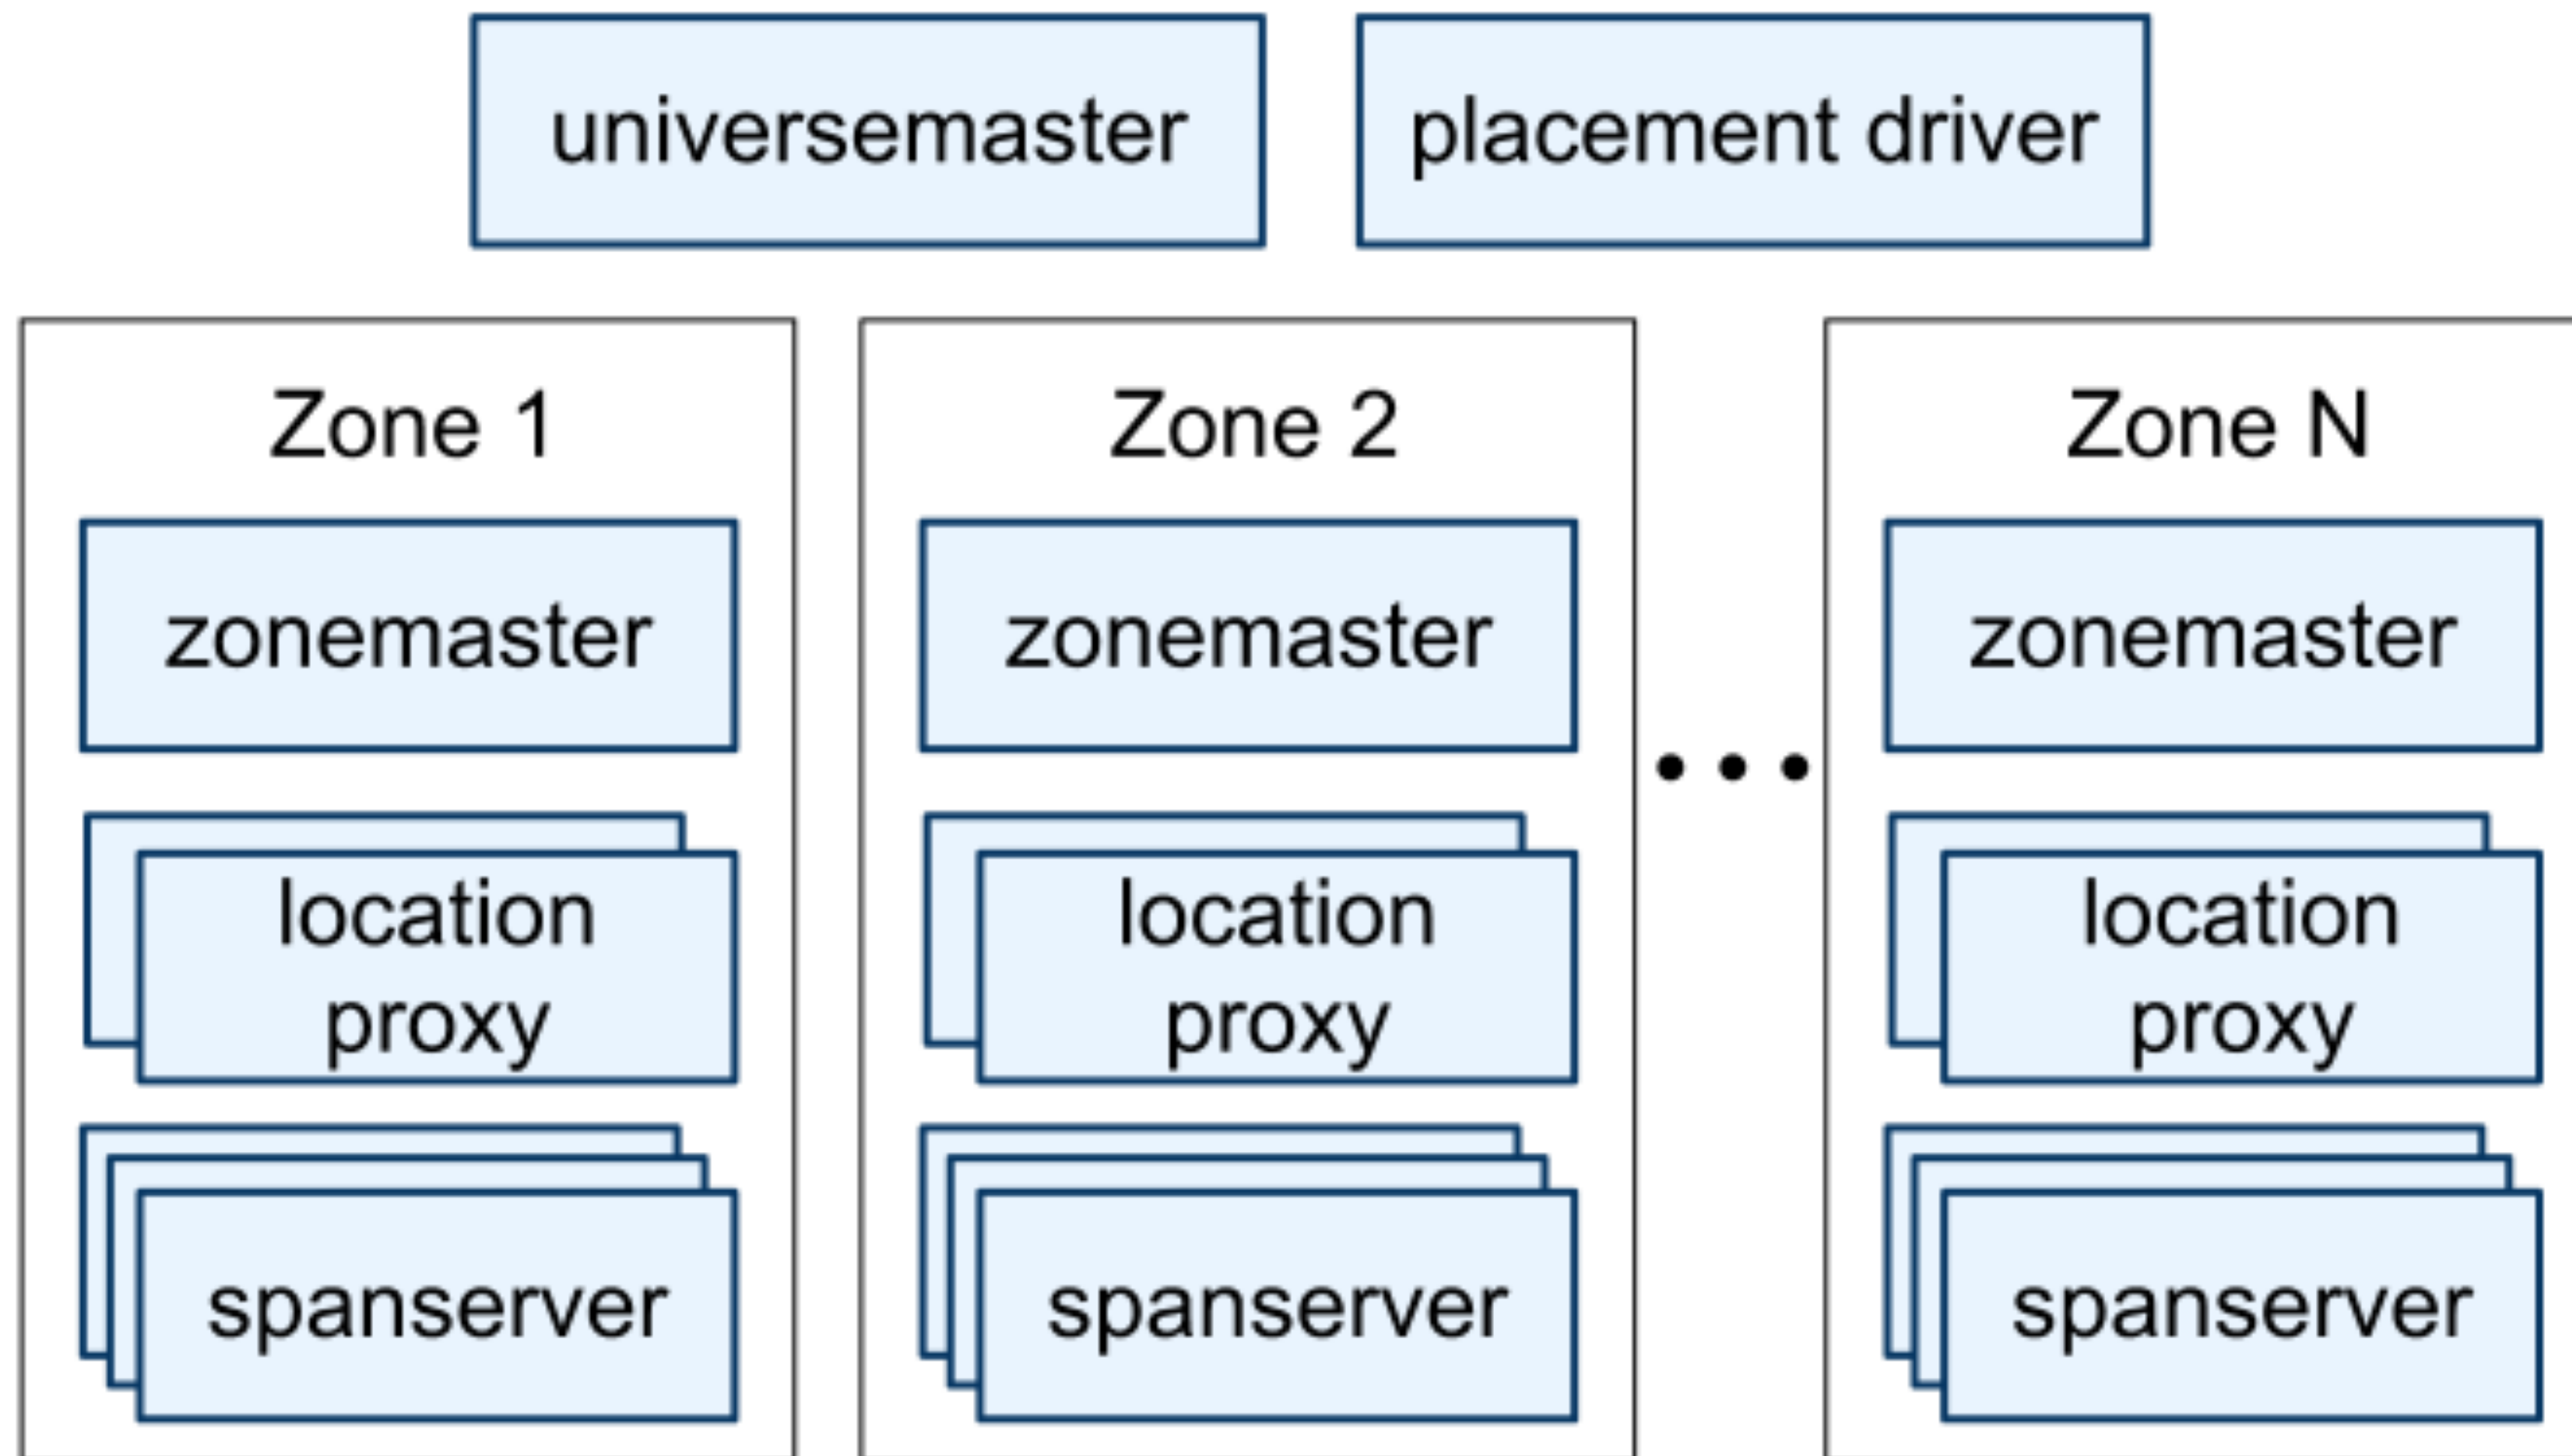 universemaster
placement driver
Zone 1
zonemaster
location
proxy
spanserver
Zone 2
zonemaster
location
proxy
spanserver
Zone N
zonemaster
location
proxy
spanserver